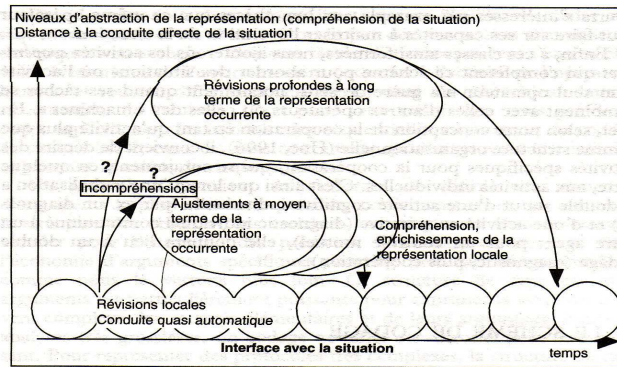 Niveaux d'abstraction de la représentation (compréhension de la situation)
Distance à la conduite directe de la situation
Révisions profondes à long
terme de la représentation
occurrente
?
?
Incompréhensions
Ajustements à moyen
terme de la
représentation
occurrente
Compréhension,
enrichissements de la
représentation locale
Révisions locales
Conduite quasi automatique
Interface avec la situation
temps